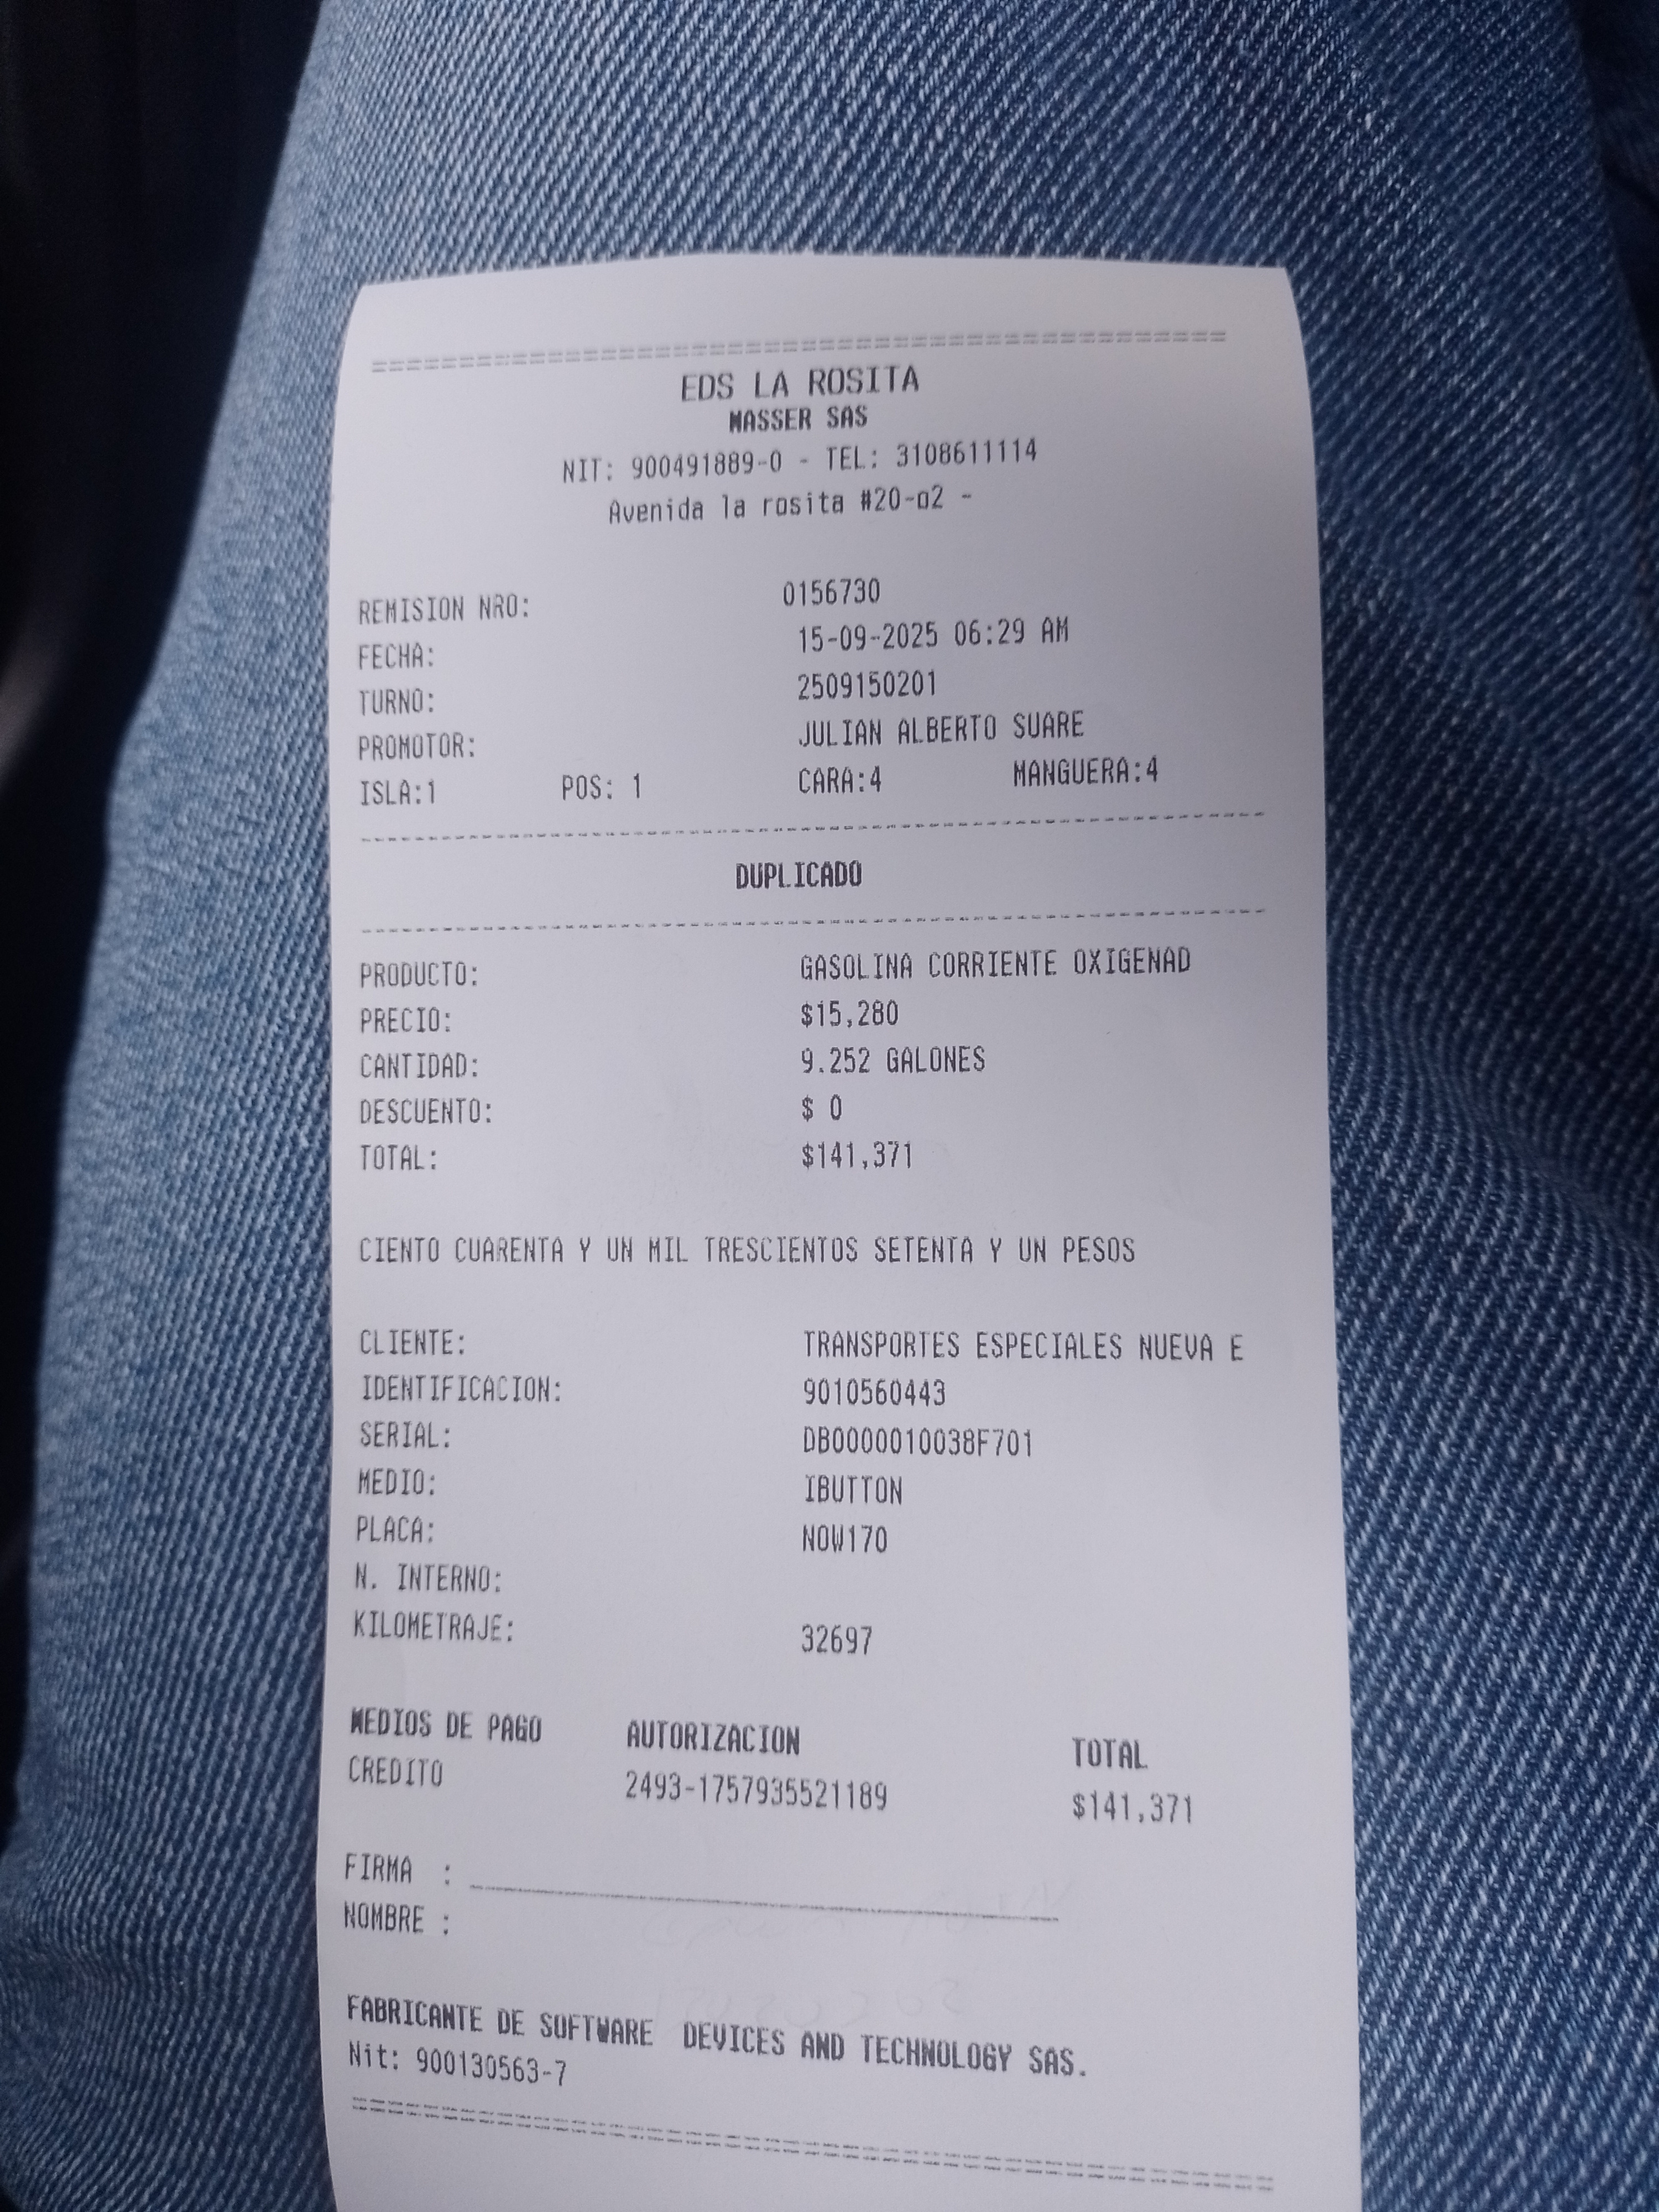 EDS LA ROSITA
MASSER SAS
NIT: 900491889-0 - TEL: 3108611114
Avenida la rosita #20-o2 -
REMISION NRO: 0156730
FECHA: 15-09-2025 06:29 AM
TURNO: 2509150201
PROMOTOR: JULIAN ALBERTO SUARE
ISLA:1 POS: 1 CARA:4 MANGUERA:4
DUPLICADO
PRODUCTO: GASOLINA CORRIENTE OXIGENAD
PRECIO: $15,280
CANTIDAD: 9.252 GALONES
DESCUENTO: $ 0
TOTAL: $141,371
CIENTO CUARENTA Y UN MIL TRESCIENTOS SETENTA Y UN PESOS
CLIENTE: TRANSPORTES ESPECIALES NUEVA E
IDENTIFICACION: 9010560443
SERIAL: DB0000010038F701
MEDIO: IBUTTON
PLACA: NOW170
N. INTERNO:
KILOMETRAJE: 32697
MEDIOS DE PAGO AUTORIZACION TOTAL
CREDITO 2493-1757935521189 $141,371
FIRMA :
NOMBRE :
FABRICANTE DE SOFTWARE DEVICES AND TECHNOLOGY SAS.
Nit: 900130563-7